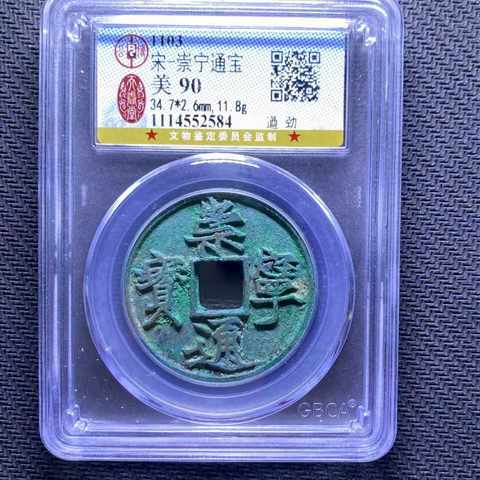 1103
宋-崇宁通宝
美 90
34.7*2.6mm,11.8g
1114552584
遒劲
★ 文物鉴定委员会监制 ★
崇寧通寶
GBCA®